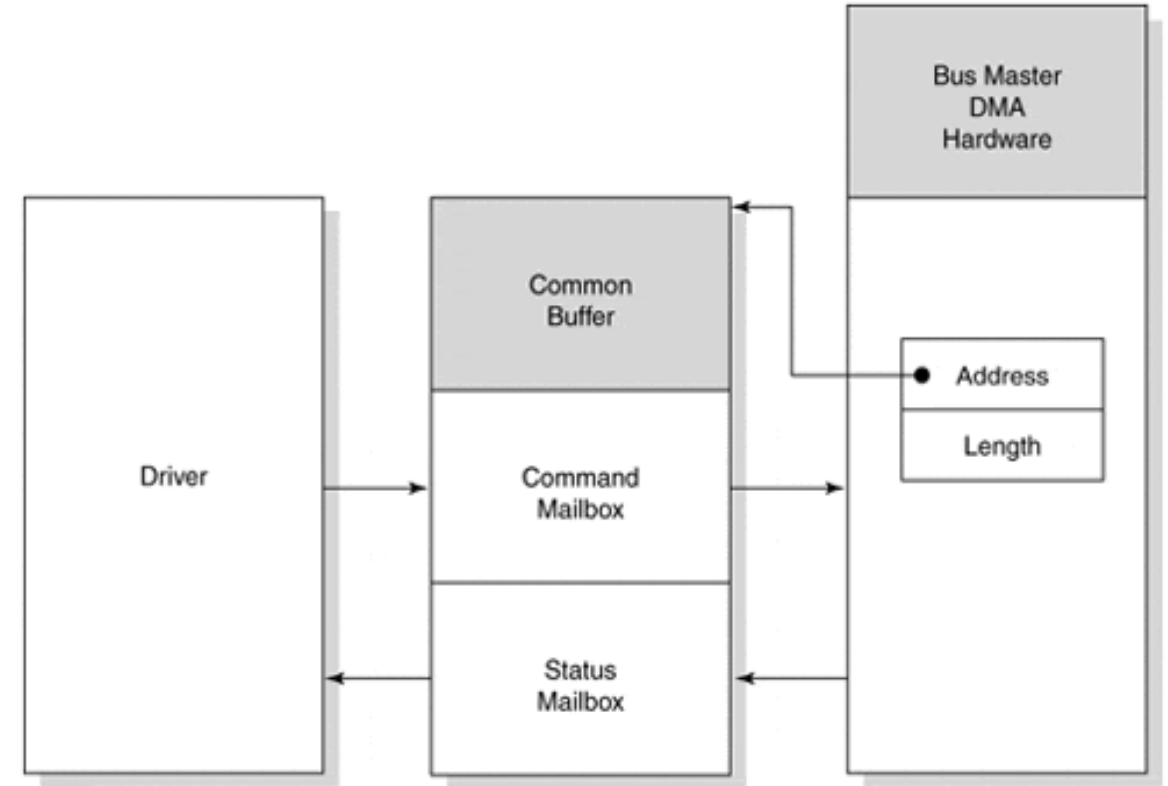 Bus Master
DMA
Hardware
Common
Buffer
Address
Length
Driver
Command
Mailbox
Status
Mailbox